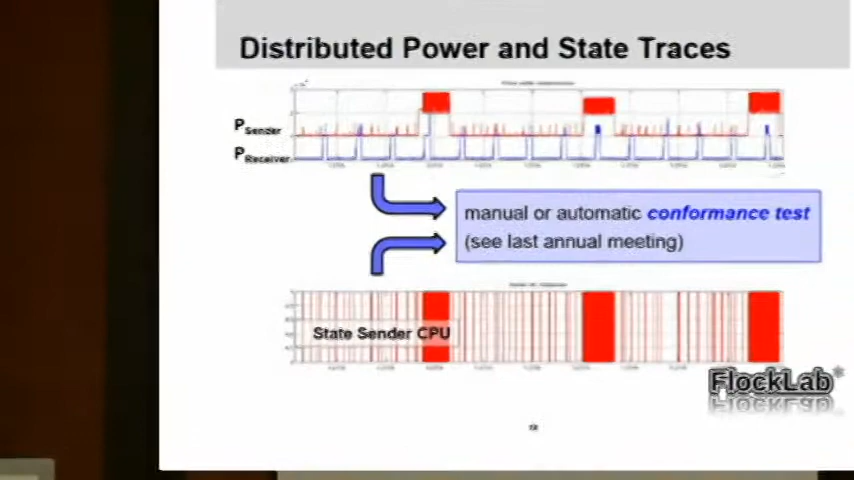 Distributed Power and State Traces
P Sender
P Receiver
manual or automatic conformance test
(see last annual meeting)
State Sender CPU
FlockLab